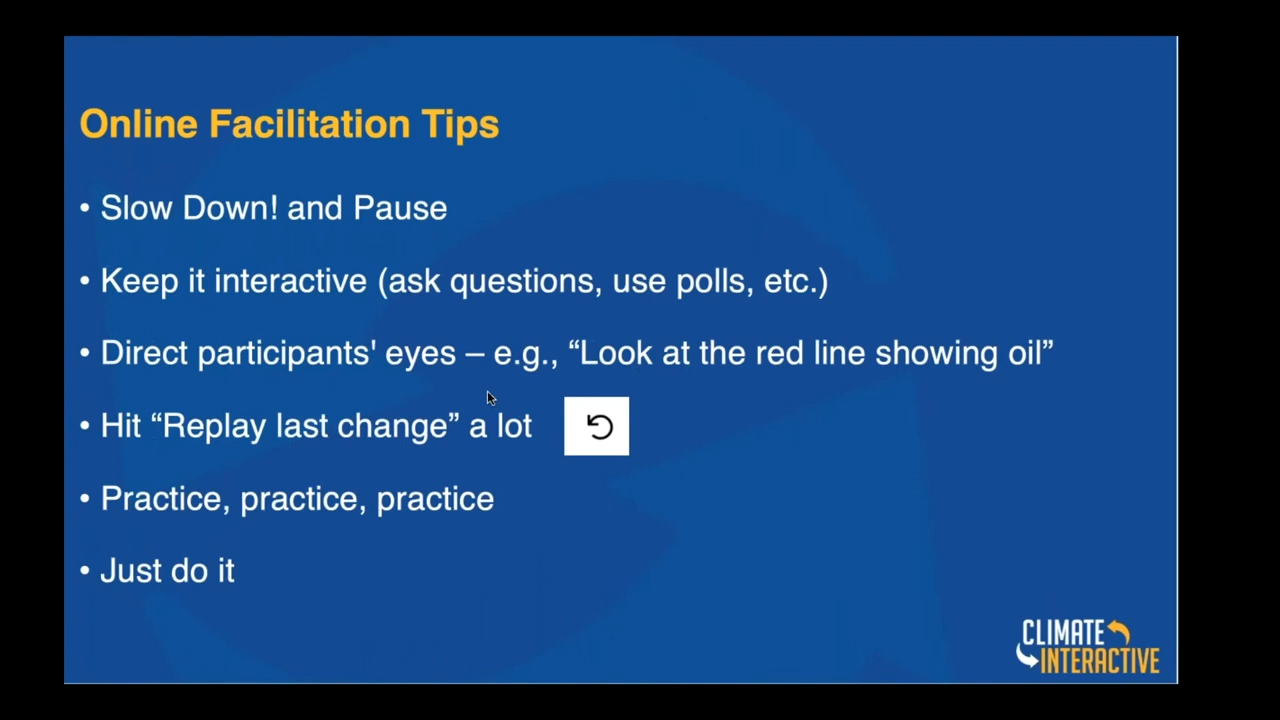 Online Facilitation Tips
• Slow Down! and Pause
• Keep it interactive (ask questions, use polls, etc.)
• Direct participants' eyes – e.g., “Look at the red line showing oil”
• Hit “Replay last change” a lot
• Practice, practice, practice
• Just do it
CLIMATE
INTERACTIVE